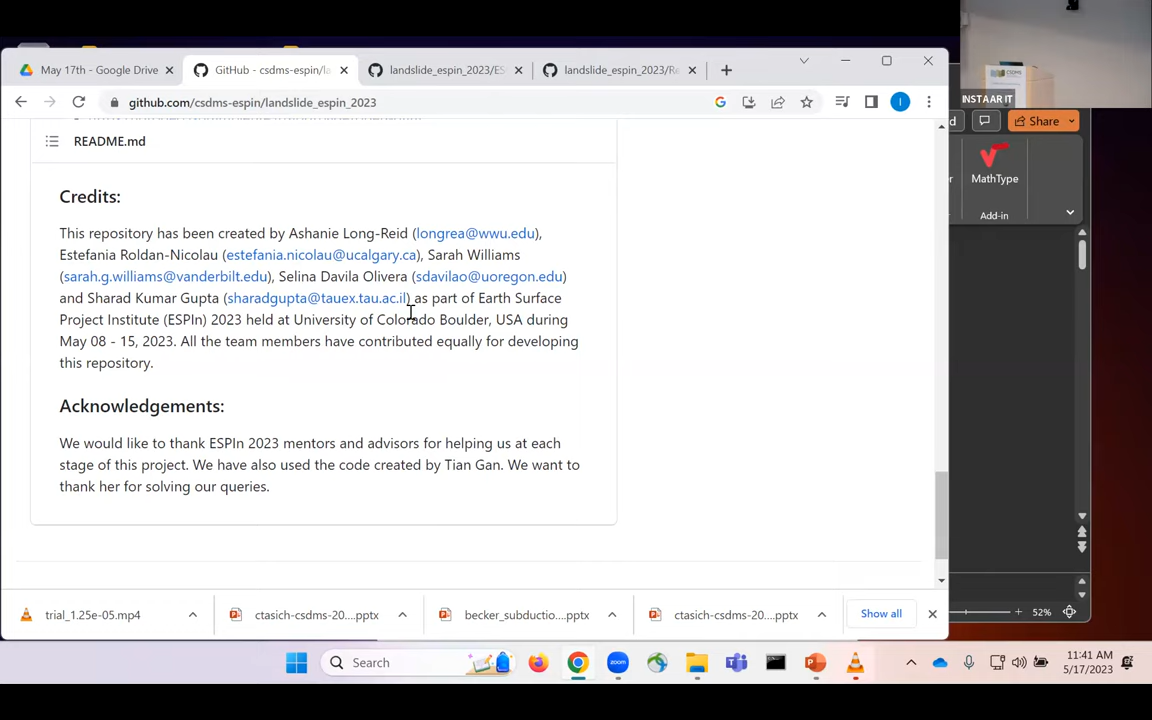 May 17th - Google Drive
GitHub - csdms-espin/la
landslide_espin_2023/ES
landslide_espin_2023/Re
github.com/csdms-espin/landslide_espin_2023
I
INSTAAR IT
d
Share
README.md
MathType
Add-in
Credits:
This repository has been created by Ashanie Long-Reid (longrea@wwu.edu),
Estefania Roldan-Nicolau (estefania.nicolau@ucalgary.ca), Sarah Williams
(sarah.g.williams@vanderbilt.edu), Selina Davila Olivera (sdavilao@uoregon.edu)
and Sharad Kumar Gupta (sharadgupta@tauex.tau.ac.il) as part of Earth Surface
Project Institute (ESPIn) 2023 held at University of Colorado Boulder, USA during
May 08 - 15, 2023. All the team members have contributed equally for developing
this repository.
Acknowledgements:
We would like to thank ESPIn 2023 mentors and advisors for helping us at each
stage of this project. We have also used the code created by Tian Gan. We want to
thank her for solving our queries.
trial_1.25e-05.mp4
ctasich-csdms-20....pptx
becker_subductio...pptx
ctasich-csdms-20....pptx
Show all
52%
Search
11:41 AM
5/17/2023